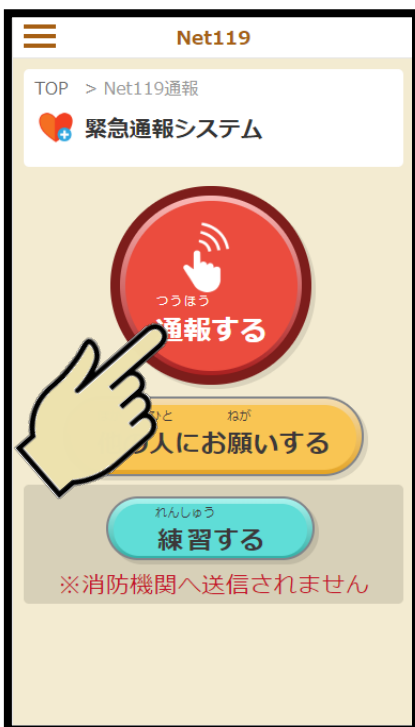 Net119
TOP > Net119通報
緊急通報システム
つうほう
通報する
ひと ねが
人にお願いする
れんしゅう
練習する
※消防機関へ送信されません